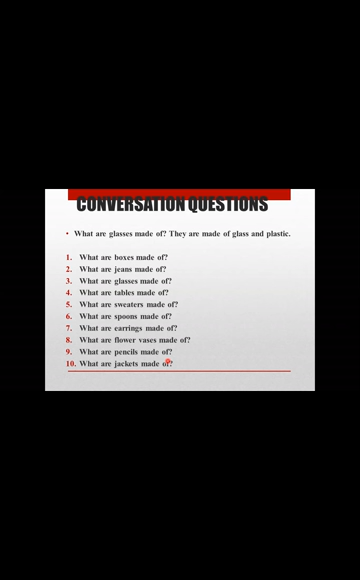 CONVERSATION QUESTIONS
• What are glasses made of? They are made of glass and plastic.
1. What are boxes made of?
2. What are jeans made of?
3. What are glasses made of?
4. What are tables made of?
5. What are sweaters made of?
6. What are spoons made of?
7. What are earrings made of?
8. What are flower vases made of?
9. What are pencils made of?
10. What are jackets made of?